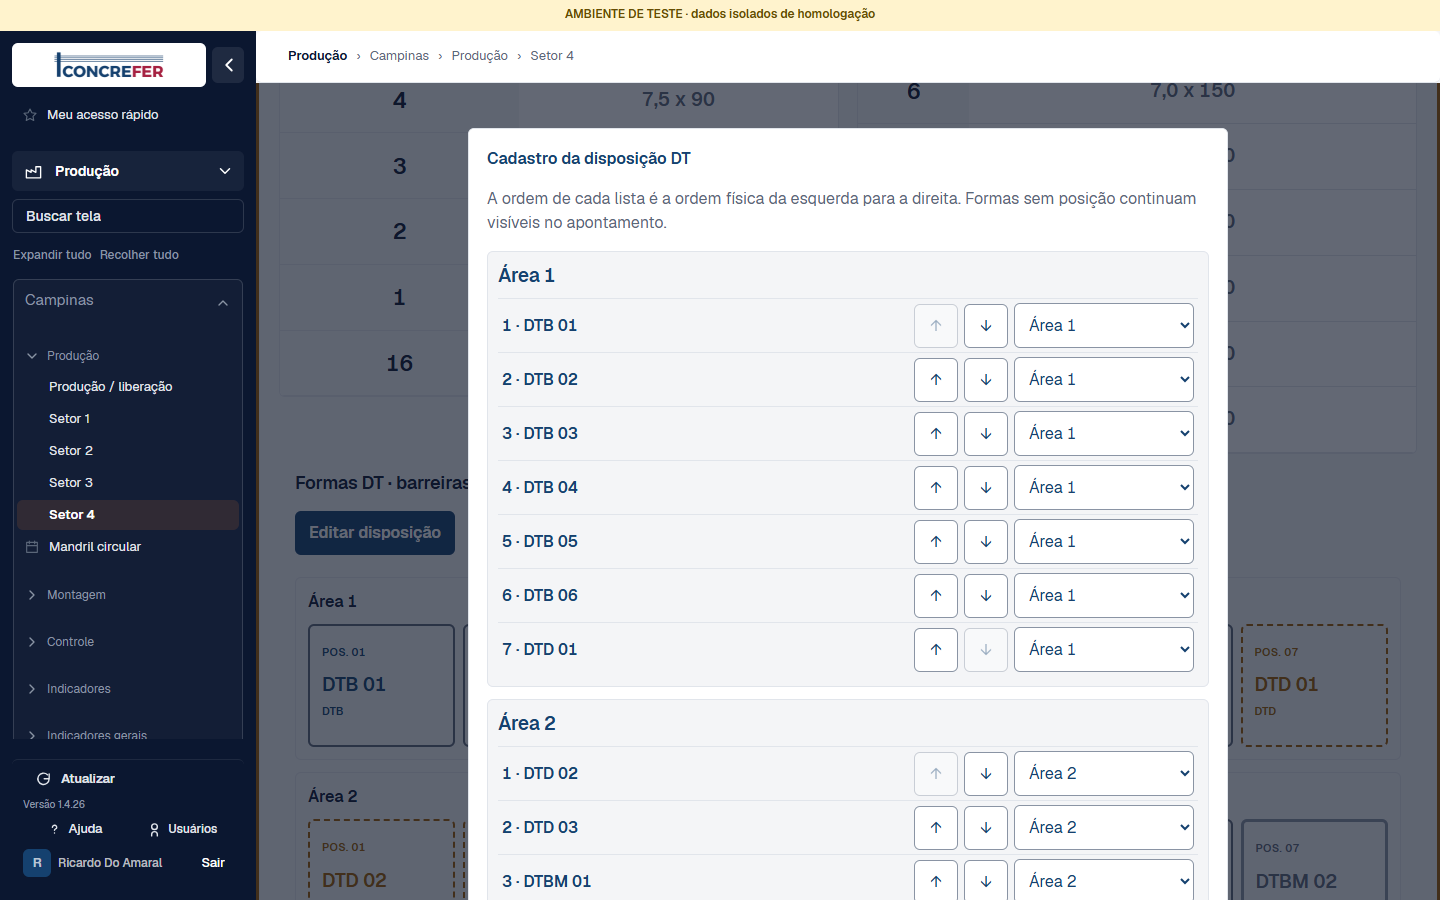 AMBIENTE DE TESTE · dados isolados de homologação
CONCREFER
Meu acesso rápido
Produção
Buscar tela
Expandir tudo Recolher tudo
Campinas
Produção
Produção / liberação
Setor 1
Setor 2
Setor 3
Setor 4
Mandril circular
Montagem
Controle
Indicadores
Indicadores gerais
Atualizar
Versão 1.4.26
? Ajuda
Usuários
R
Ricardo Do Amaral
Sair
Produção › Campinas › Produção › Setor 4
4
7,5 x 90
6
7,0 x 150
3
2
1
16
Formas DT · barreiras
Editar disposição
Área 1
POS. 01
DTB 01
DTB
POS. 07
DTD 01
DTD
Área 2
POS. 01
DTD 02
POS. 07
DTBM 02
Cadastro da disposição DT
A ordem de cada lista é a ordem física da esquerda para a direita. Formas sem posição continuam
visíveis no apontamento.
Área 1
1 · DTB 01 ↑ ↓ Área 1
2 · DTB 02 ↑ ↓ Área 1
3 · DTB 03 ↑ ↓ Área 1
4 · DTB 04 ↑ ↓ Área 1
5 · DTB 05 ↑ ↓ Área 1
6 · DTB 06 ↑ ↓ Área 1
7 · DTD 01 ↑ ↓ Área 1
Área 2
1 · DTD 02 ↑ ↓ Área 2
2 · DTD 03 ↑ ↓ Área 2
3 · DTBM 01 ↑ ↓ Área 2